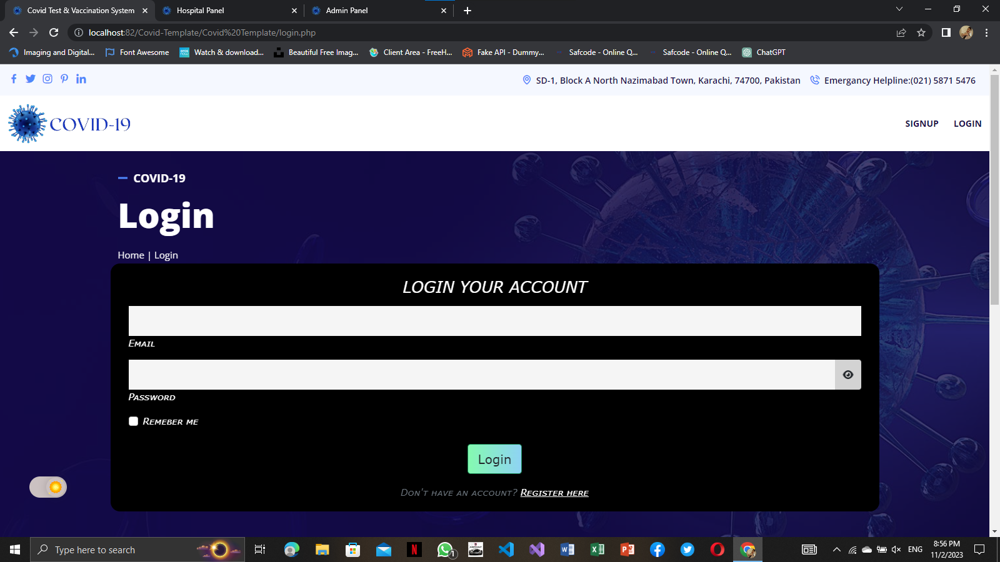 Covid Test & Vaccination System
Hospital Panel
Admin Panel
localhost:82/Covid-Template/Covid%20Template/login.php
Imaging and Digital...
Font Awesome
Watch & download...
Beautiful Free Imag...
Client Area - FreeH...
Fake API - Dummy...
Safcode - Online Q...
Safcode - Online Q...
ChatGPT
SD-1, Block A North Nazimabad Town, Karachi, 74700, Pakistan
Emergancy Helpline:(021) 5871 5476
COVID-19
SIGNUP
LOGIN
COVID-19
Login
Home | Login
LOGIN YOUR ACCOUNT
Email
Password
Remeber me
Login
Don't have an account? Register here
Type here to search
1
ENG
8:56 PM
11/2/2023